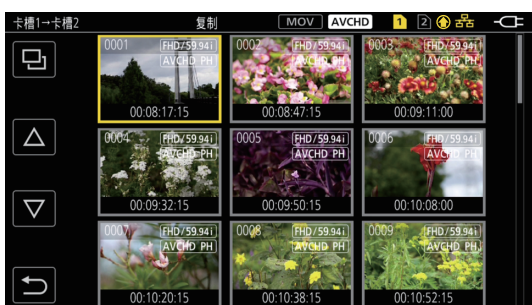 卡槽1→卡槽2 复制 MOV AVCHD 1 2
0001 FHD/59.94i
AVCHD PH
00:08:17:15
0002 FHD/59.94i
AVCHD PH
00:08:47:15
0003 FHD/59.94i
AVCHD PH
00:09:11:00
0004 FHD/59.94i
AVCHD PH
00:09:32:15
0005 FHD/59.94i
AVCHD PH
00:09:50:15
0006 FHD/59.94i
AVCHD PH
00:10:08:00
0007 FHD/59.94i
AVCHD PH
00:10:20:15
0008 FHD/59.94i
AVCHD PH
00:10:38:15
0009 FHD/59.94i
AVCHD PH
00:10:52:15